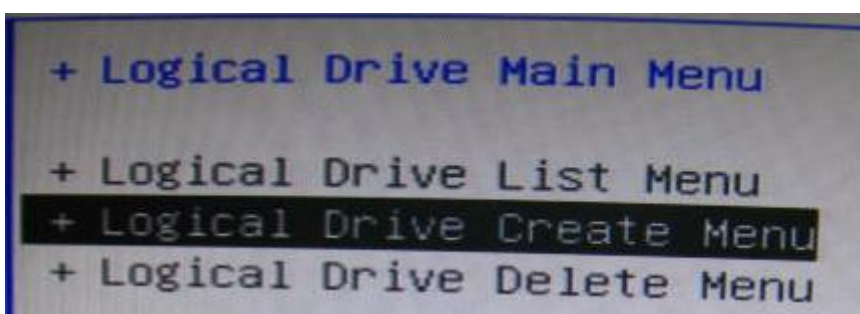 + Logical Drive Main Menu
+ Logical Drive List Menu
+ Logical Drive Create Menu
+ Logical Drive Delete Menu